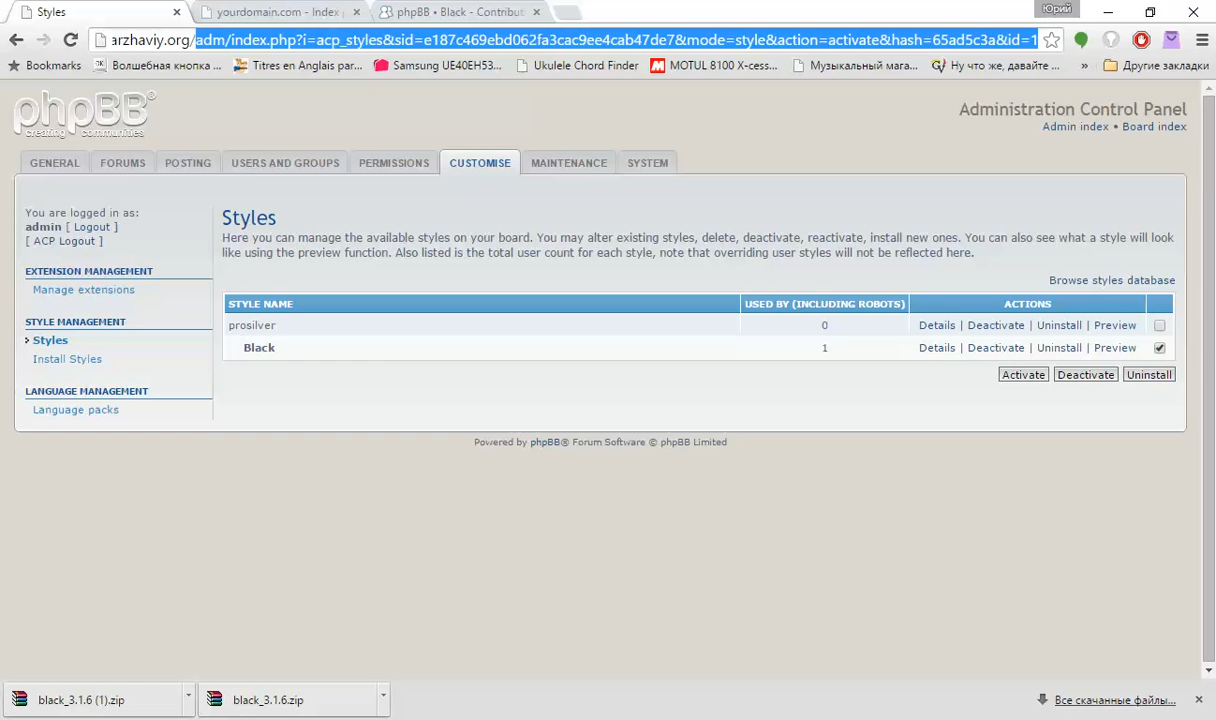 Styles
yourdomain.com - Index p
phpBB • Black - Contribut
Юрий
arzhaviy.org/adm/index.php?i=acp_styles&sid=e187c469ebd062fa3cac9ee4cab47de7&mode=style&action=activate&hash=65ad5c3a&id=1
Bookmarks
Волшебная кнопка ...
Titres en Anglais par...
Samsung UE40EH53...
Ukulele Chord Finder
MOTUL 8100 X-cess...
Музыкальный мага...
Ну что же, давайте ...
»
Другие закладки
phpBB®
creating communities
Administration Control Panel
Admin index • Board index
GENERAL
FORUMS
POSTING
USERS AND GROUPS
PERMISSIONS
CUSTOMISE
MAINTENANCE
SYSTEM
You are logged in as:
admin [ Logout ]
[ ACP Logout ]
EXTENSION MANAGEMENT
Manage extensions
STYLE MANAGEMENT
Styles
Install Styles
LANGUAGE MANAGEMENT
Language packs
Styles
Here you can manage the available styles on your board. You may alter existing styles, delete, deactivate, reactivate, install new ones. You can also see what a style will look
like using the preview function. Also listed is the total user count for each style, note that overriding user styles will not be reflected here.
Browse styles database
STYLE NAME USED BY (INCLUDING ROBOTS) ACTIONS
prosilver 0 Details | Deactivate | Uninstall | Preview
Black 1 Details | Deactivate | Uninstall | Preview
Activate Deactivate Uninstall
Powered by phpBB® Forum Software © phpBB Limited
black_3.1.6 (1).zip
black_3.1.6.zip
Все скачанные файлы...